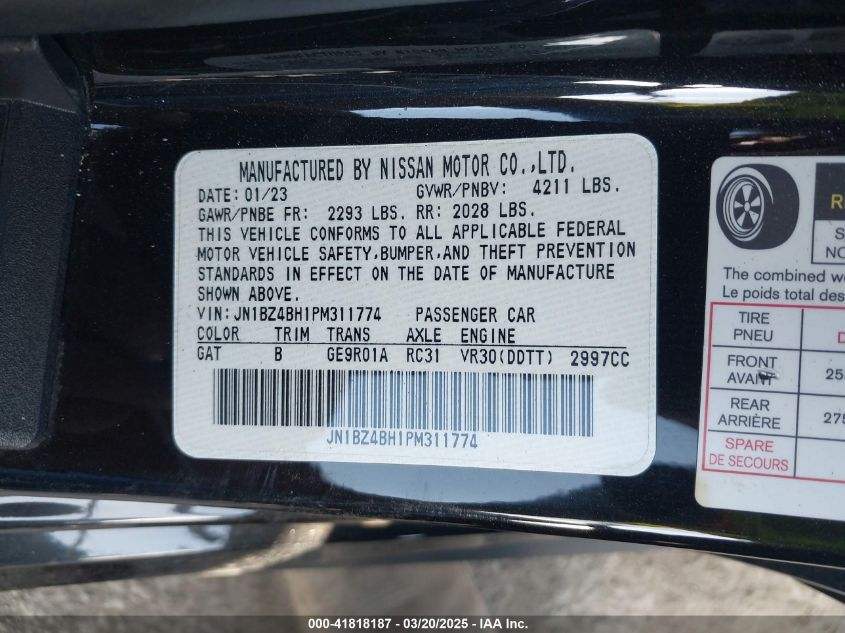 MANUFACTURED BY NISSAN MOTOR CO.,LTD.
DATE: 01/23 GVWR/PNBV: 4211 LBS.
GAWR/PNBE FR: 2293 LBS. RR: 2028 LBS.
THIS VEHICLE CONFORMS TO ALL APPLICABLE FEDERAL
MOTOR VEHICLE SAFETY,BUMPER,AND THEFT PREVENTION
STANDARDS IN EFFECT ON THE DATE OF MANUFACTURE
SHOWN ABOVE.
VIN:JN1BZ4BH1PM311774 PASSENGER CAR
COLOR TRIM TRANS AXLE ENGINE
GAT B GE9R01A RC31 VR30(DDTT) 2997CC
JN1BZ4BH1PM311774
The combined
Le poids total
TIRE
PNEU
FRONT
AVANT
REAR
ARRIÈRE
SPARE
DE SECOURS
000-41818187 - 03/20/2025 - IAA Inc.